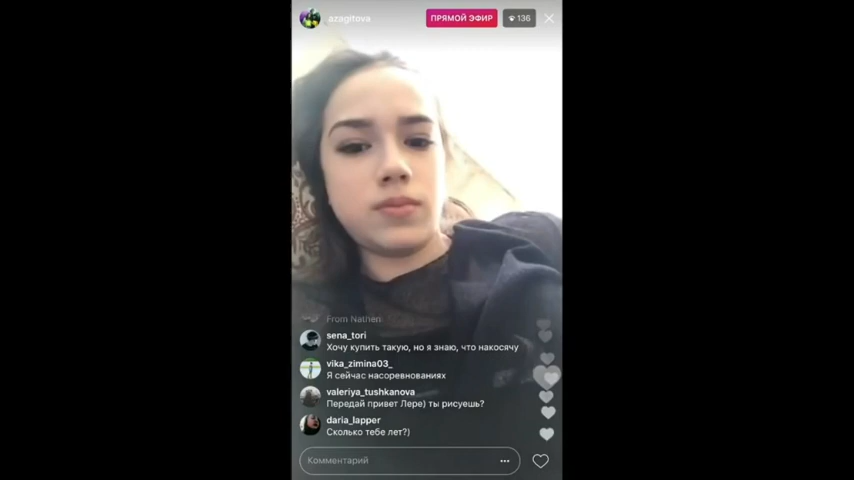 azagitova
ПРЯМОЙ ЭФИР
136
From Nathen
sena_tori
Хочу купить такую, но я знаю, что накосячу
vika_zimina03_
Я сейчас насоревнованиях
valeriya_tushkanova
Передай привет Лере) ты рисуешь?
daria_lapper
Сколько тебе лет?)
Комментарий